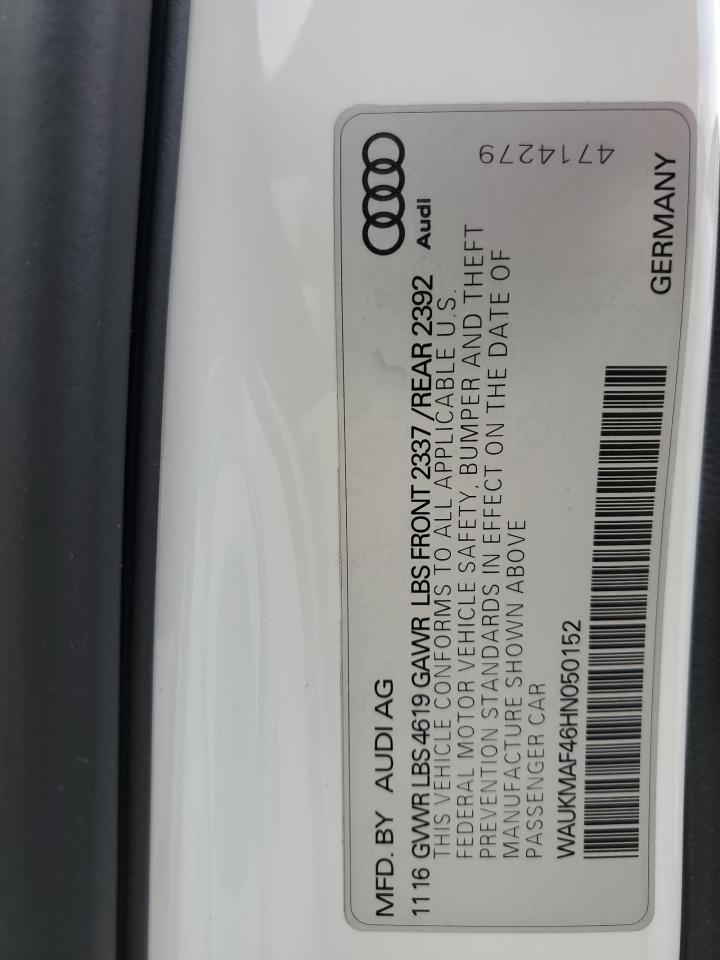 MFD. BY AUDI AG
Audi
1116 GVWR LBS 4619 GAWR LBS FRONT 2337 /REAR 2392
THIS VEHICLE CONFORMS TO ALL APPLICABLE U.S.
FEDERAL MOTOR VEHICLE SAFETY, BUMPER AND THEFT
PREVENTION STANDARDS IN EFFECT ON THE DATE OF
MANUFACTURE SHOWN ABOVE
PASSENGER CAR
4714279
WAUKMAF46HN050152
GERMANY